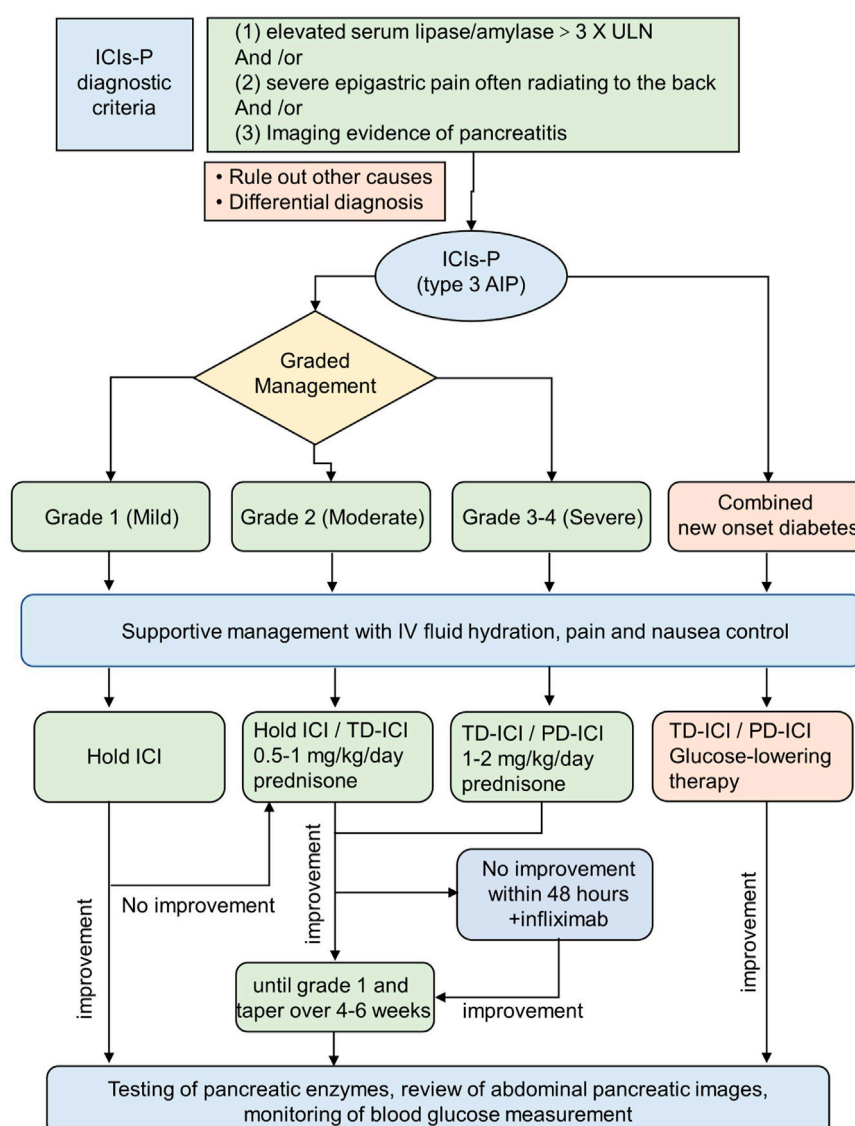 ICIs-P
diagnostic
criteria
(1) elevated serum lipase/amylase > 3 X ULN
And /or
(2) severe epigastric pain often radiating to the back
And /or
(3) Imaging evidence of pancreatitis
• Rule out other causes
• Differential diagnosis
ICIs-P
(type 3 AIP)
Graded
Management
Grade 1 (Mild)
Grade 2 (Moderate)
Grade 3-4 (Severe)
Combined
new onset diabetes
Supportive management with IV fluid hydration, pain and nausea control
Hold ICI
Hold ICI / TD-ICI
0.5-1 mg/kg/day
prednisone
TD-ICI / PD-ICI
1-2 mg/kg/day
prednisone
TD-ICI / PD-ICI
Glucose-lowering
therapy
improvement
No improvement
improvement
No improvement
within 48 hours
+infliximab
improvement
until grade 1 and
taper over 4-6 weeks
improvement
Testing of pancreatic enzymes, review of abdominal pancreatic images,
monitoring of blood glucose measurement